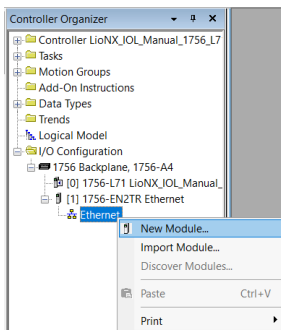 Controller Organizer
Controller LioNX_IOL_Manual_1756_L7
Tasks
Motion Groups
Add-On Instructions
Data Types
Trends
Logical Model
I/O Configuration
1756 Backplane, 1756-A4
[0] 1756-L71 LioNX_IOL_Manual_
[1] 1756-EN2TR Ethernet
Ethernet
New Module...
Import Module...
Discover Modules...
Paste Ctrl+V
Print